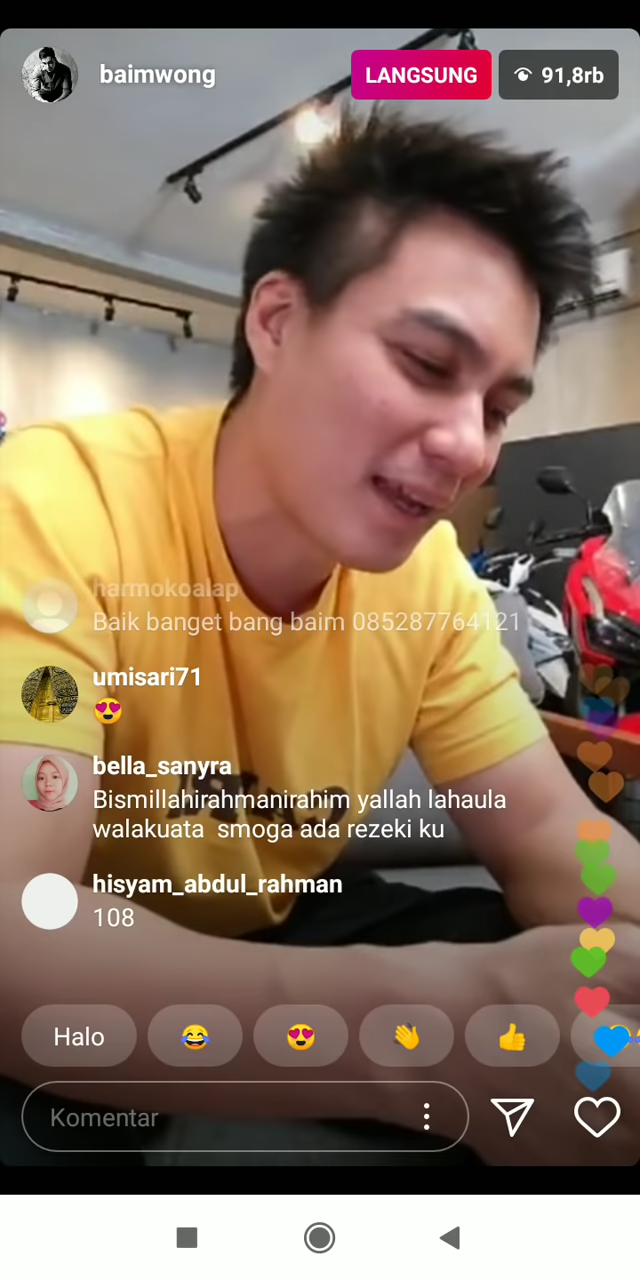 baimwong
LANGSUNG
91,8rb
harmokoalap
Baik banget bang baim 085287764121
umisari71
😍
bella_sanyra
Bismillahirahmanirahim yallah lahaula
walakuata smoga ada rezeki ku
hisyam_abdul_rahman
108
Halo 😂 😍 👋 👍
Komentar